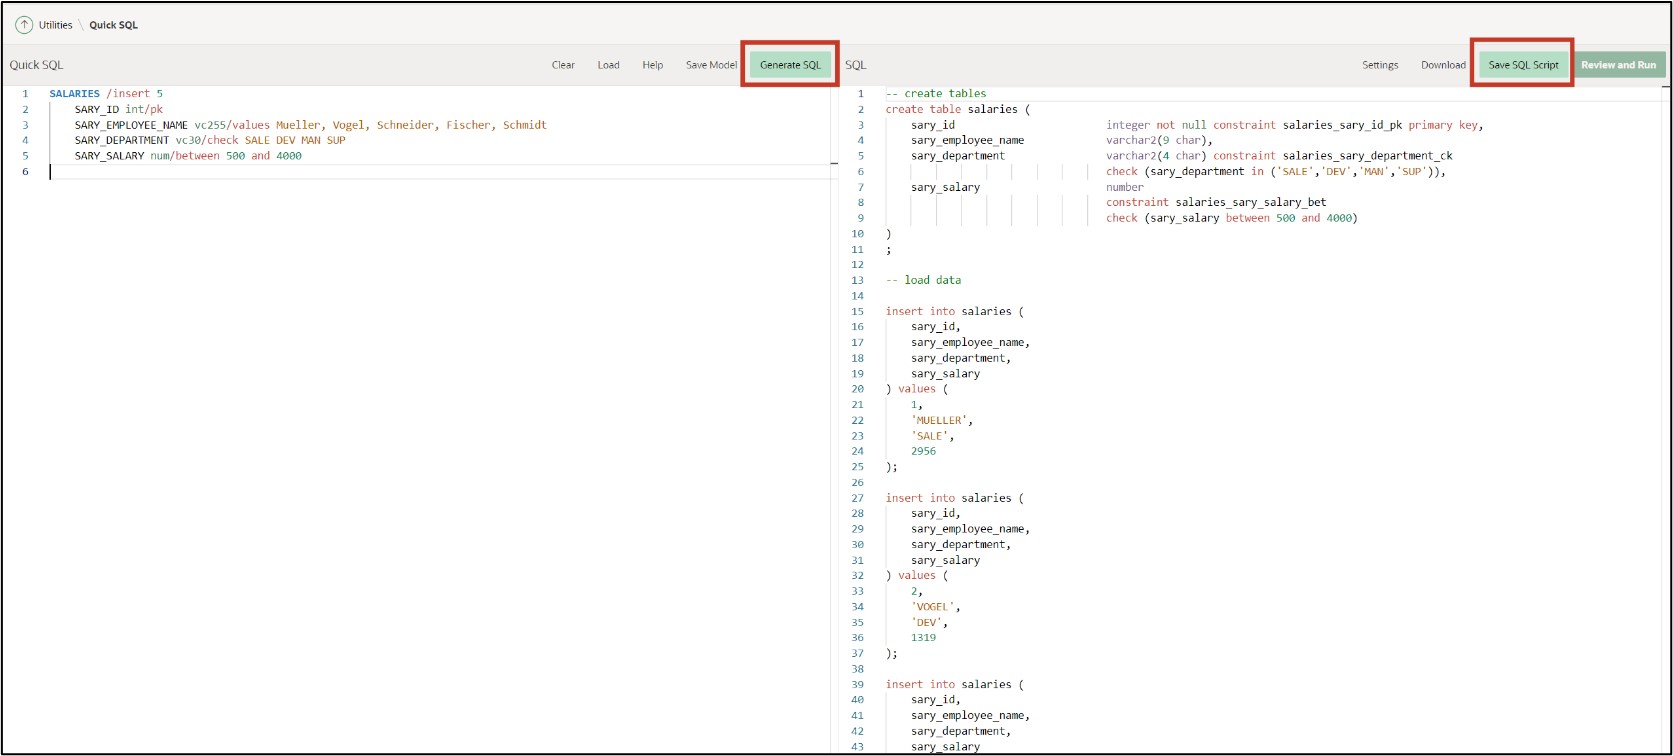 Utilities \ Quick SQL
Quick SQL Clear Load Help Save Model Generate SQL
1 SALARIES /insert 5
2 SARY_ID int/pk
3 SARY_EMPLOYEE_NAME vc255/values Mueller, Vogel, Schneider, Fischer, Schmidt
4 SARY_DEPARTMENT vc30/check SALE DEV MAN SUP
5 SARY_SALARY num/between 500 and 4000
6
SQL Settings Download Save SQL Script Review and Run
1 -- create tables
2 create table salaries (
3 sary_id integer not null constraint salaries_sary_id_pk primary key,
4 sary_employee_name varchar2(9 char),
5 sary_department varchar2(4 char) constraint salaries_sary_department_ck
6 check (sary_department in ('SALE','DEV','MAN','SUP')),
7 sary_salary number
8 constraint salaries_sary_salary_bet
9 check (sary_salary between 500 and 4000)
10 )
11 ;
12
13 -- load data
14
15 insert into salaries (
16 sary_id,
17 sary_employee_name,
18 sary_department,
19 sary_salary
20 ) values (
21 1,
22 'MUELLER',
23 'SALE',
24 2956
25 );
26
27 insert into salaries (
28 sary_id,
29 sary_employee_name,
30 sary_department,
31 sary_salary
32 ) values (
33 2,
34 'VOGEL',
35 'DEV',
36 1319
37 );
38
39 insert into salaries (
40 sary_id,
41 sary_employee_name,
42 sary_department,
43 sary_salary